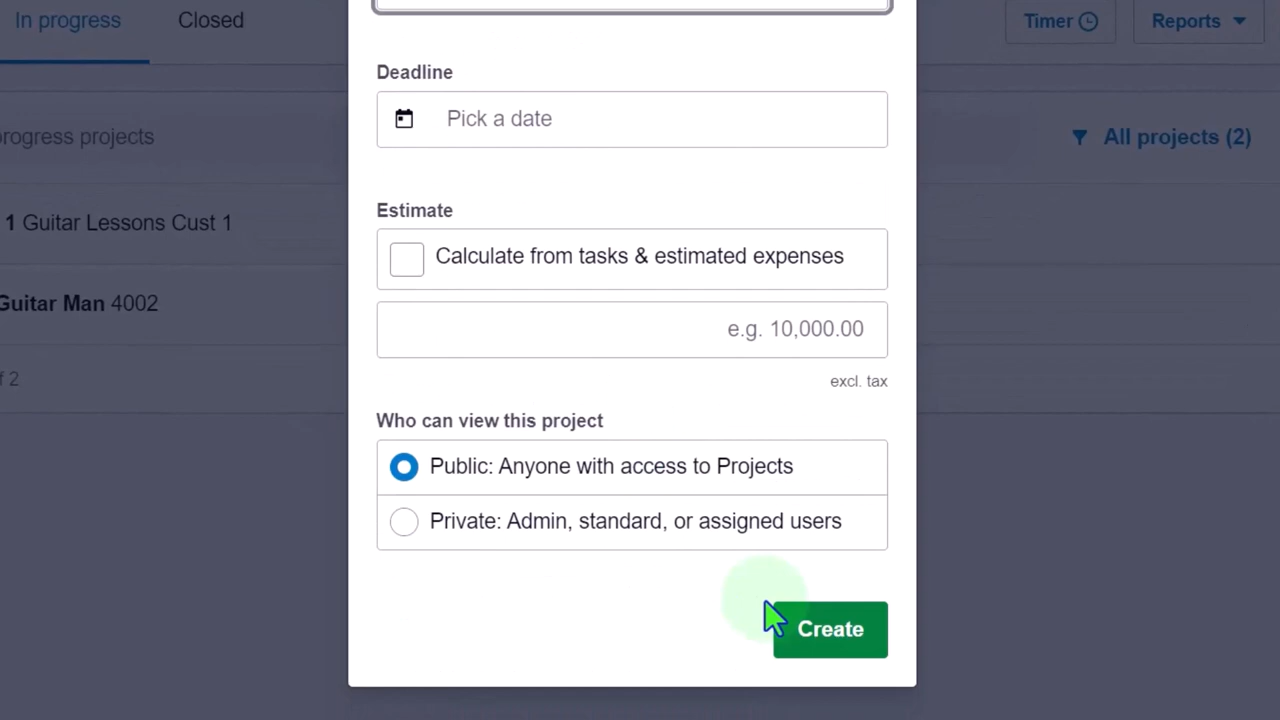 In progress
Closed
Timer
Reports
Deadline
Pick a date
progress projects
All projects (2)
Estimate
1 Guitar Lessons Cust 1
Calculate from tasks & estimated expenses
Guitar Man 4002
e.g. 10,000.00
f 2
excl. tax
Who can view this project
Public: Anyone with access to Projects
Private: Admin, standard, or assigned users
Create